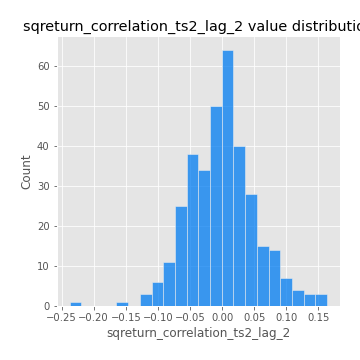 sqreturn_correlation_ts2_lag_2 value distributio
60
50
40
30
20
10
0
Count
−0.25 −0.20 −0.15 −0.10 −0.05 0.00 0.05 0.10 0.15
sqreturn_correlation_ts2_lag_2